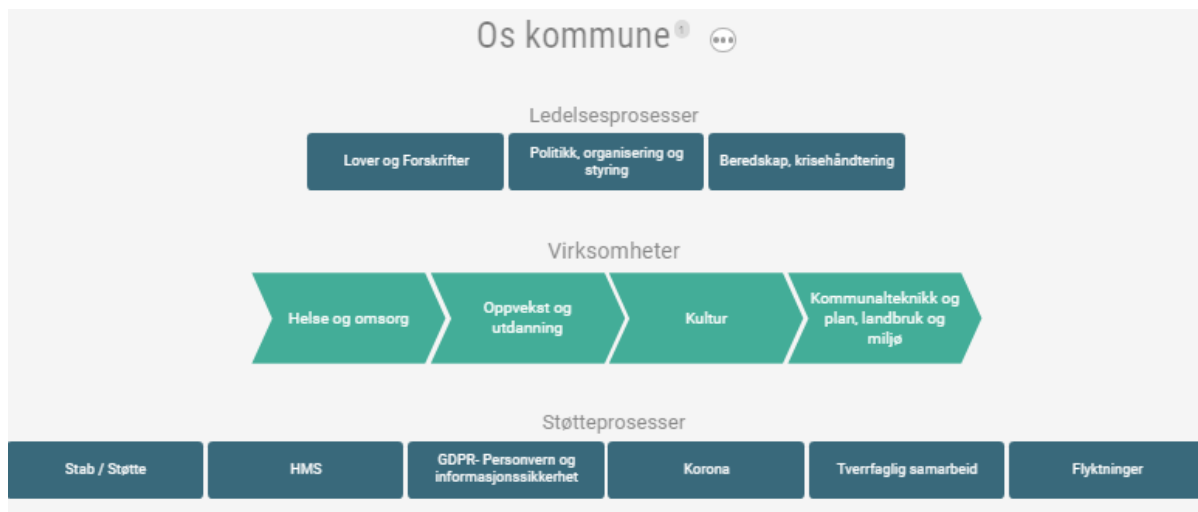 Os kommune 1
Ledelsesprosesser
Lover og Forskrifter
Politikk, organisering og
styring
Beredskap, krisehåndtering
Virksomheter
Helse og omsorg
Oppvekst og
utdanning
Kultur
Kommunalteknikk og
plan, landbruk og
miljø
Støtteprosesser
Stab / Støtte
HMS
GDPR- Personvern og
informasjonssikkerhet
Korona
Tverrfaglig samarbeid
Flyktninger